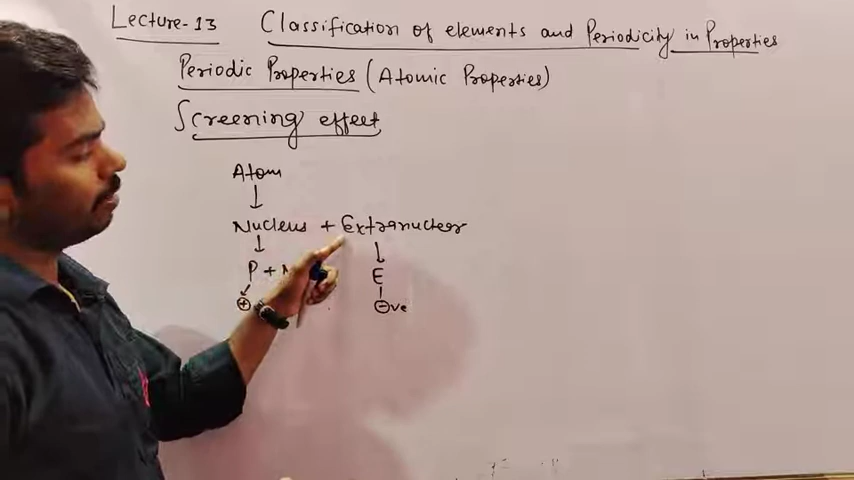 Lecture-13 Classification of elements and Periodicity in Properties
Periodic Properties (Atomic Properties)
Screening effect
Atom
Nucleus + Extranuclear
P + E
⊕ ⊖ve